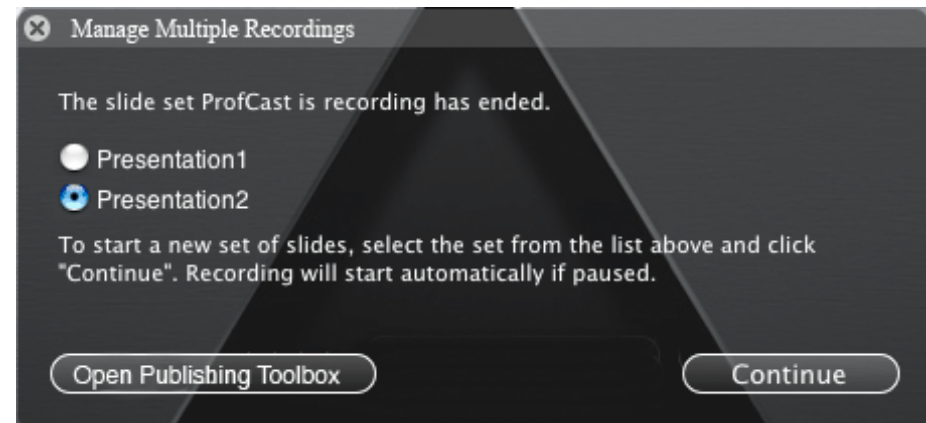 Manage Multiple Recordings
The slide set ProfCast is recording has ended.
Presentation1
Presentation2
To start a new set of slides, select the set from the list above and click
"Continue". Recording will start automatically if paused.
Open Publishing Toolbox
Continue